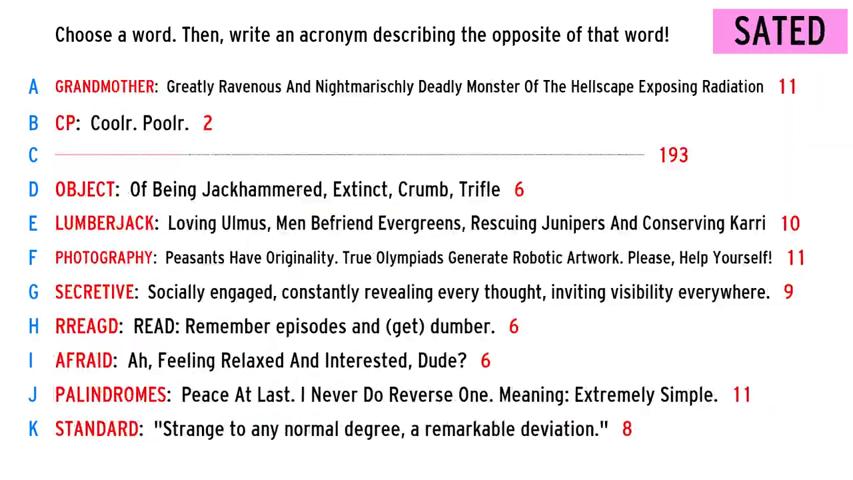 Choose a word. Then, write an acronym describing the opposite of that word!
SATED
A GRANDMOTHER: Greatly Ravenous And Nightmarischly Deadly Monster Of The Hellscape Exposing Radiation 11
B CP: Coolr. Poolr. 2
C 193
D OBJECT: Of Being Jackhammered, Extinct, Crumb, Trifle 6
E LUMBERJACK: Loving Ulmus, Men Befriend Evergreens, Rescuing Junipers And Conserving Karri 10
F PHOTOGRAPHY: Peasants Have Originality. True Olympiads Generate Robotic Artwork. Please, Help Yourself! 11
G SECRETIVE: Socially engaged, constantly revealing every thought, inviting visibility everywhere. 9
H RREAGD: READ: Remember episodes and (get) dumber. 6
I AFRAID: Ah, Feeling Relaxed And Interested, Dude? 6
J PALINDROMES: Peace At Last. I Never Do Reverse One. Meaning: Extremely Simple. 11
K STANDARD: "Strange to any normal degree, a remarkable deviation." 8